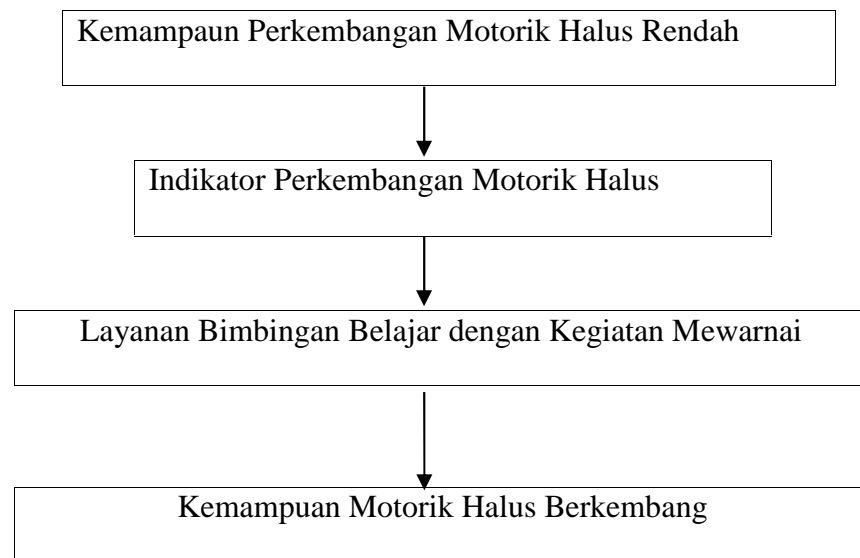 Kemampaun Perkembangan Motorik Halus Rendah
Indikator Perkembangan Motorik Halus
Layanan Bimbingan Belajar dengan Kegiatan Mewarnai
Kemampuan Motorik Halus Berkembang